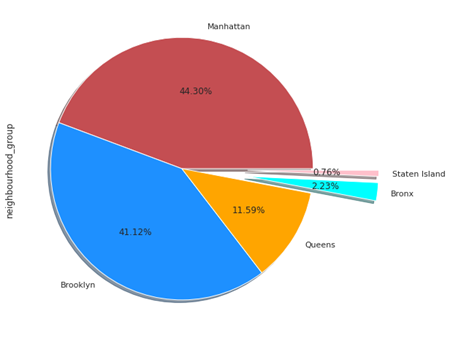 Manhattan
44.30%
neighbourhood_group
0.76%
Staten Island
2.23%
Bronx
11.59%
41.12%
Queens
Brooklyn